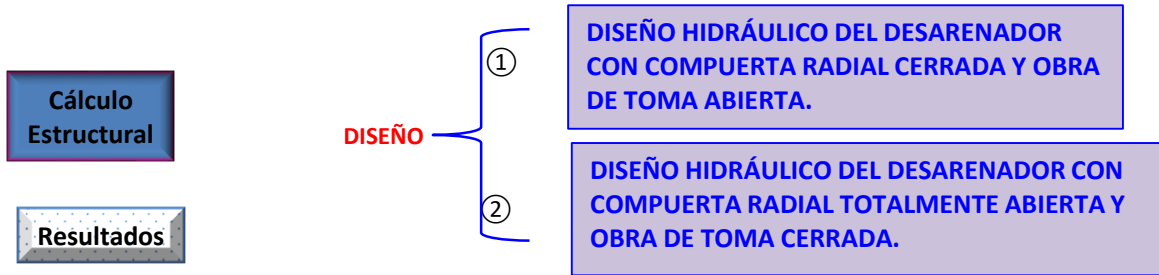 Cálculo
Estructural
Resultados
DISEÑO
①
DISEÑO HIDRÁULICO DEL DESARENADOR
CON COMPUERTA RADIAL CERRADA Y OBRA
DE TOMA ABIERTA.
②
DISEÑO HIDRÁULICO DEL DESARENADOR CON
COMPUERTA RADIAL TOTALMENTE ABIERTA Y
OBRA DE TOMA CERRADA.